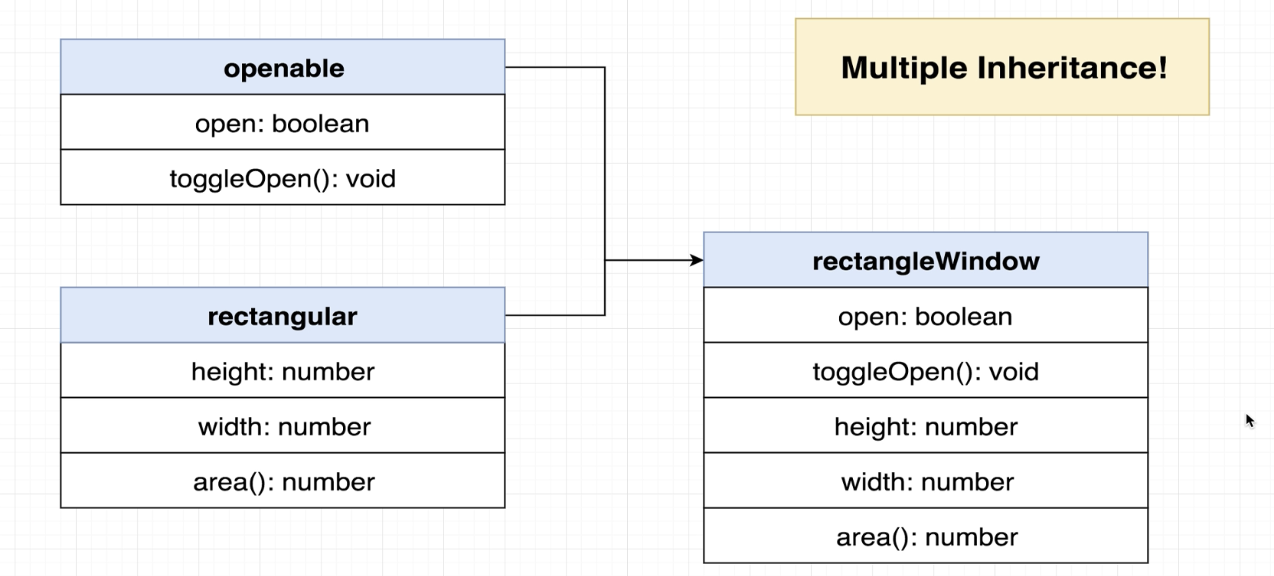 openable
open: boolean
toggleOpen(): void
rectangular
height: number
width: number
area(): number
Multiple Inheritance!
rectangleWindow
open: boolean
toggleOpen(): void
height: number
width: number
area(): number